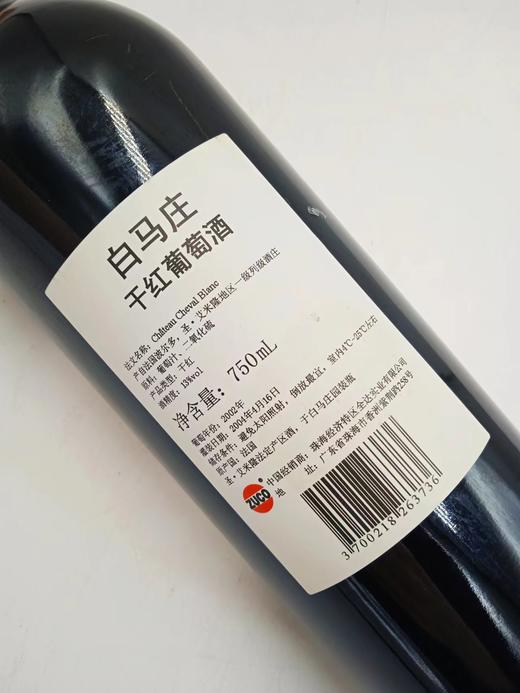 白马庄
干红葡萄酒
法文名称：Château Cheval Blanc
产自法国波尔多，圣·艾米隆地区一级列级酒庄
原料：葡萄汁、二氧化硫
产品类型：干红
酒精度：13%vol
净含量：750mL
葡萄年份：2002年
灌装日期：2004年4月16日
储存条件：避免太阳照射，倒放最宜，室内4℃-25℃左右
原产国：法国
圣·艾米隆法定产区酒，于白马庄园装瓶
ZUCO
中国经销商：珠海经济特区金达实业有限公司
地 址：广东省珠海市香洲紫荆路258号
3700218263736